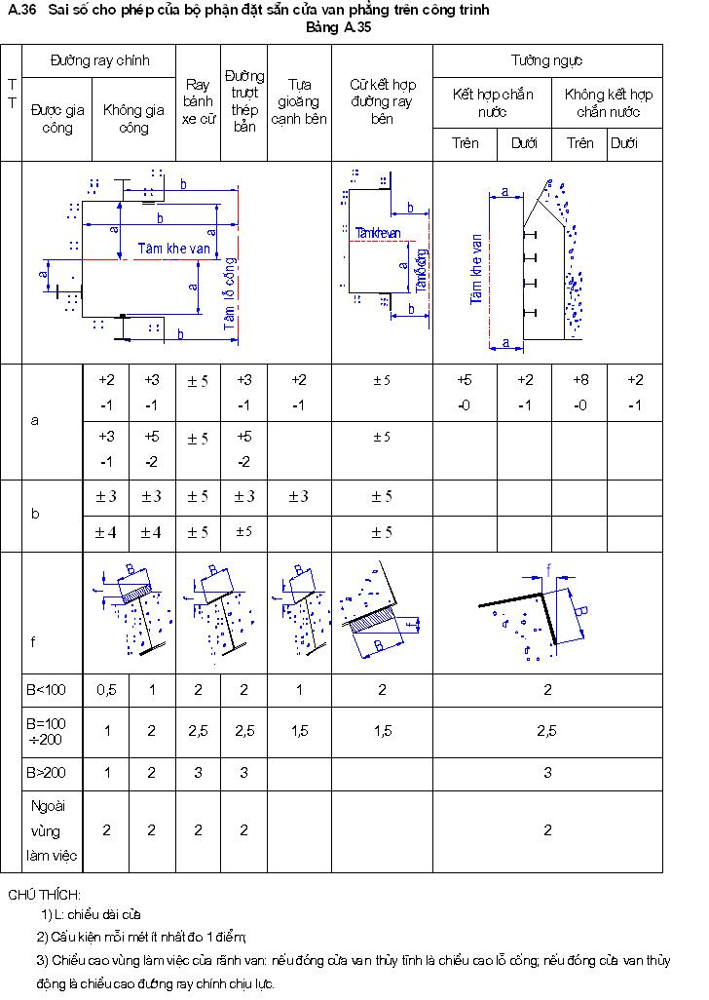 A.36 Sai số cho phép của bộ phận đặt sẵn cửa van phẳng trên công trình
Bảng A.35
T
T
Đường ray chính
Được gia
công
Không gia
công
Ray
bánh
xe cữ
Đường
trượt
thép
bản
Tựa
gioăng
cạnh bên
Cữ kết hợp
đường ray
bên
Tường ngực
Kết hợp chắn
nước
Không kết hợp
chắn nước
Trên Dưới Trên Dưới
b
b
a
a
Tâm khe van
a
a
b
Tâm lỗ cống
b
Tâm khe van
a
Tâm lỗ cống
b
a
Tâm khe van
a
a
+2 +3 ± 5 +3 +2 ± 5 +5 +2 +8 +2
-1 -1 -1 -1 -0 -1 -0 -1
+3 +5 ± 5 +5 ± 5
-1 -2 -2
b
± 3 ± 3 ± 5 ± 3 ± 3 ± 5
± 4 ± 4 ± 5 ± 5 ± 5
f
B f
B f
B f
B f
f B
B<100 0,5 1 2 2 1 2 2
B=100
÷200
1 2 2,5 2,5 1,5 1,5 2,5
B>200 1 2 3 3 3
Ngoài
vùng
làm việc
2 2 2 2 2
CHÚ THÍCH:
1) L: chiều dài cửa
2) Cấu kiện mỗi mét ít nhất đo 1 điểm;
3) Chiều cao vùng làm việc của rãnh van: nếu đóng cửa van thủy tĩnh là chiều cao lỗ cống; nếu đóng cửa van thủy
động là chiều cao đường ray chính chịu lực.